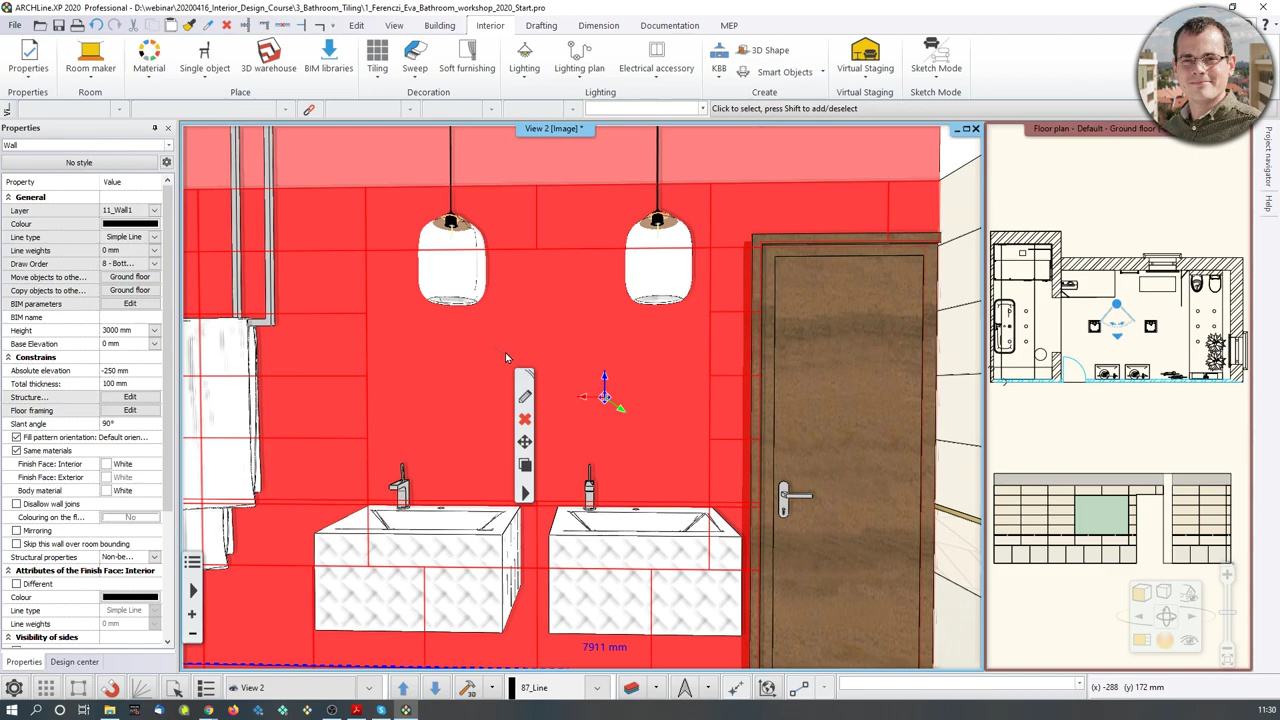 ARCHLine.XP 2020 Professional - D:\webinar\20200416_Interior_Design_Course\3_Bathroom_Tiling\1_Ferenczi_Eva_Bathroom_workshop_2020_Start.pro
File
Edit
View
Building
Interior
Drafting
Dimension
Documentation
MEP
Properties
Room maker
Material
Single object
3D warehouse
BIM libraries
Tiling
Sweep
Soft furnishing
Lighting
Lighting plan
Electrical accessory
KBB
3D Shape
Smart Objects
Virtual Staging
Sketch Mode
Properties
Room
Place
Decoration
Lighting
Create
Virtual Staging
Sketch Mode
Click to select, press Shift to add/deselect
Properties
Wall
No style
Property Value
General
Layer 11_Wall1
Colour
Line type Simple Line
Line weights 0 mm
Draw Order 8 - Bott...
Move objects to othe... Ground floor
Copy objects to othe... Ground floor
BIM parameters Edit
BIM name
Height 3000 mm
Base Elevation 0 mm
Constrains
Absolute elevation -250 mm
Total thickness: 100 mm
Structure... Edit
Floor framing Edit
Slant angle 90°
Fill pattern orientation: Default orien...
Same materials
Finish Face: Interior White
Finish Face: Exterior White
Body material White
Disallow wall joins
Colouring on the fl... No
Mirroring
Skip this wall over room bounding
Structural properties Non-be...
Attributes of the Finish Face: Interior
Different
Colour
Line type Simple Line
Line weights 0 mm
Visibility of sides
Properties
Design center
View 2 [Image] *
7911 mm
Floor plan - Default - Ground floor
Project navigator
Help
View 2
87_Line
(x) -288 (y) 172 mm
11:30